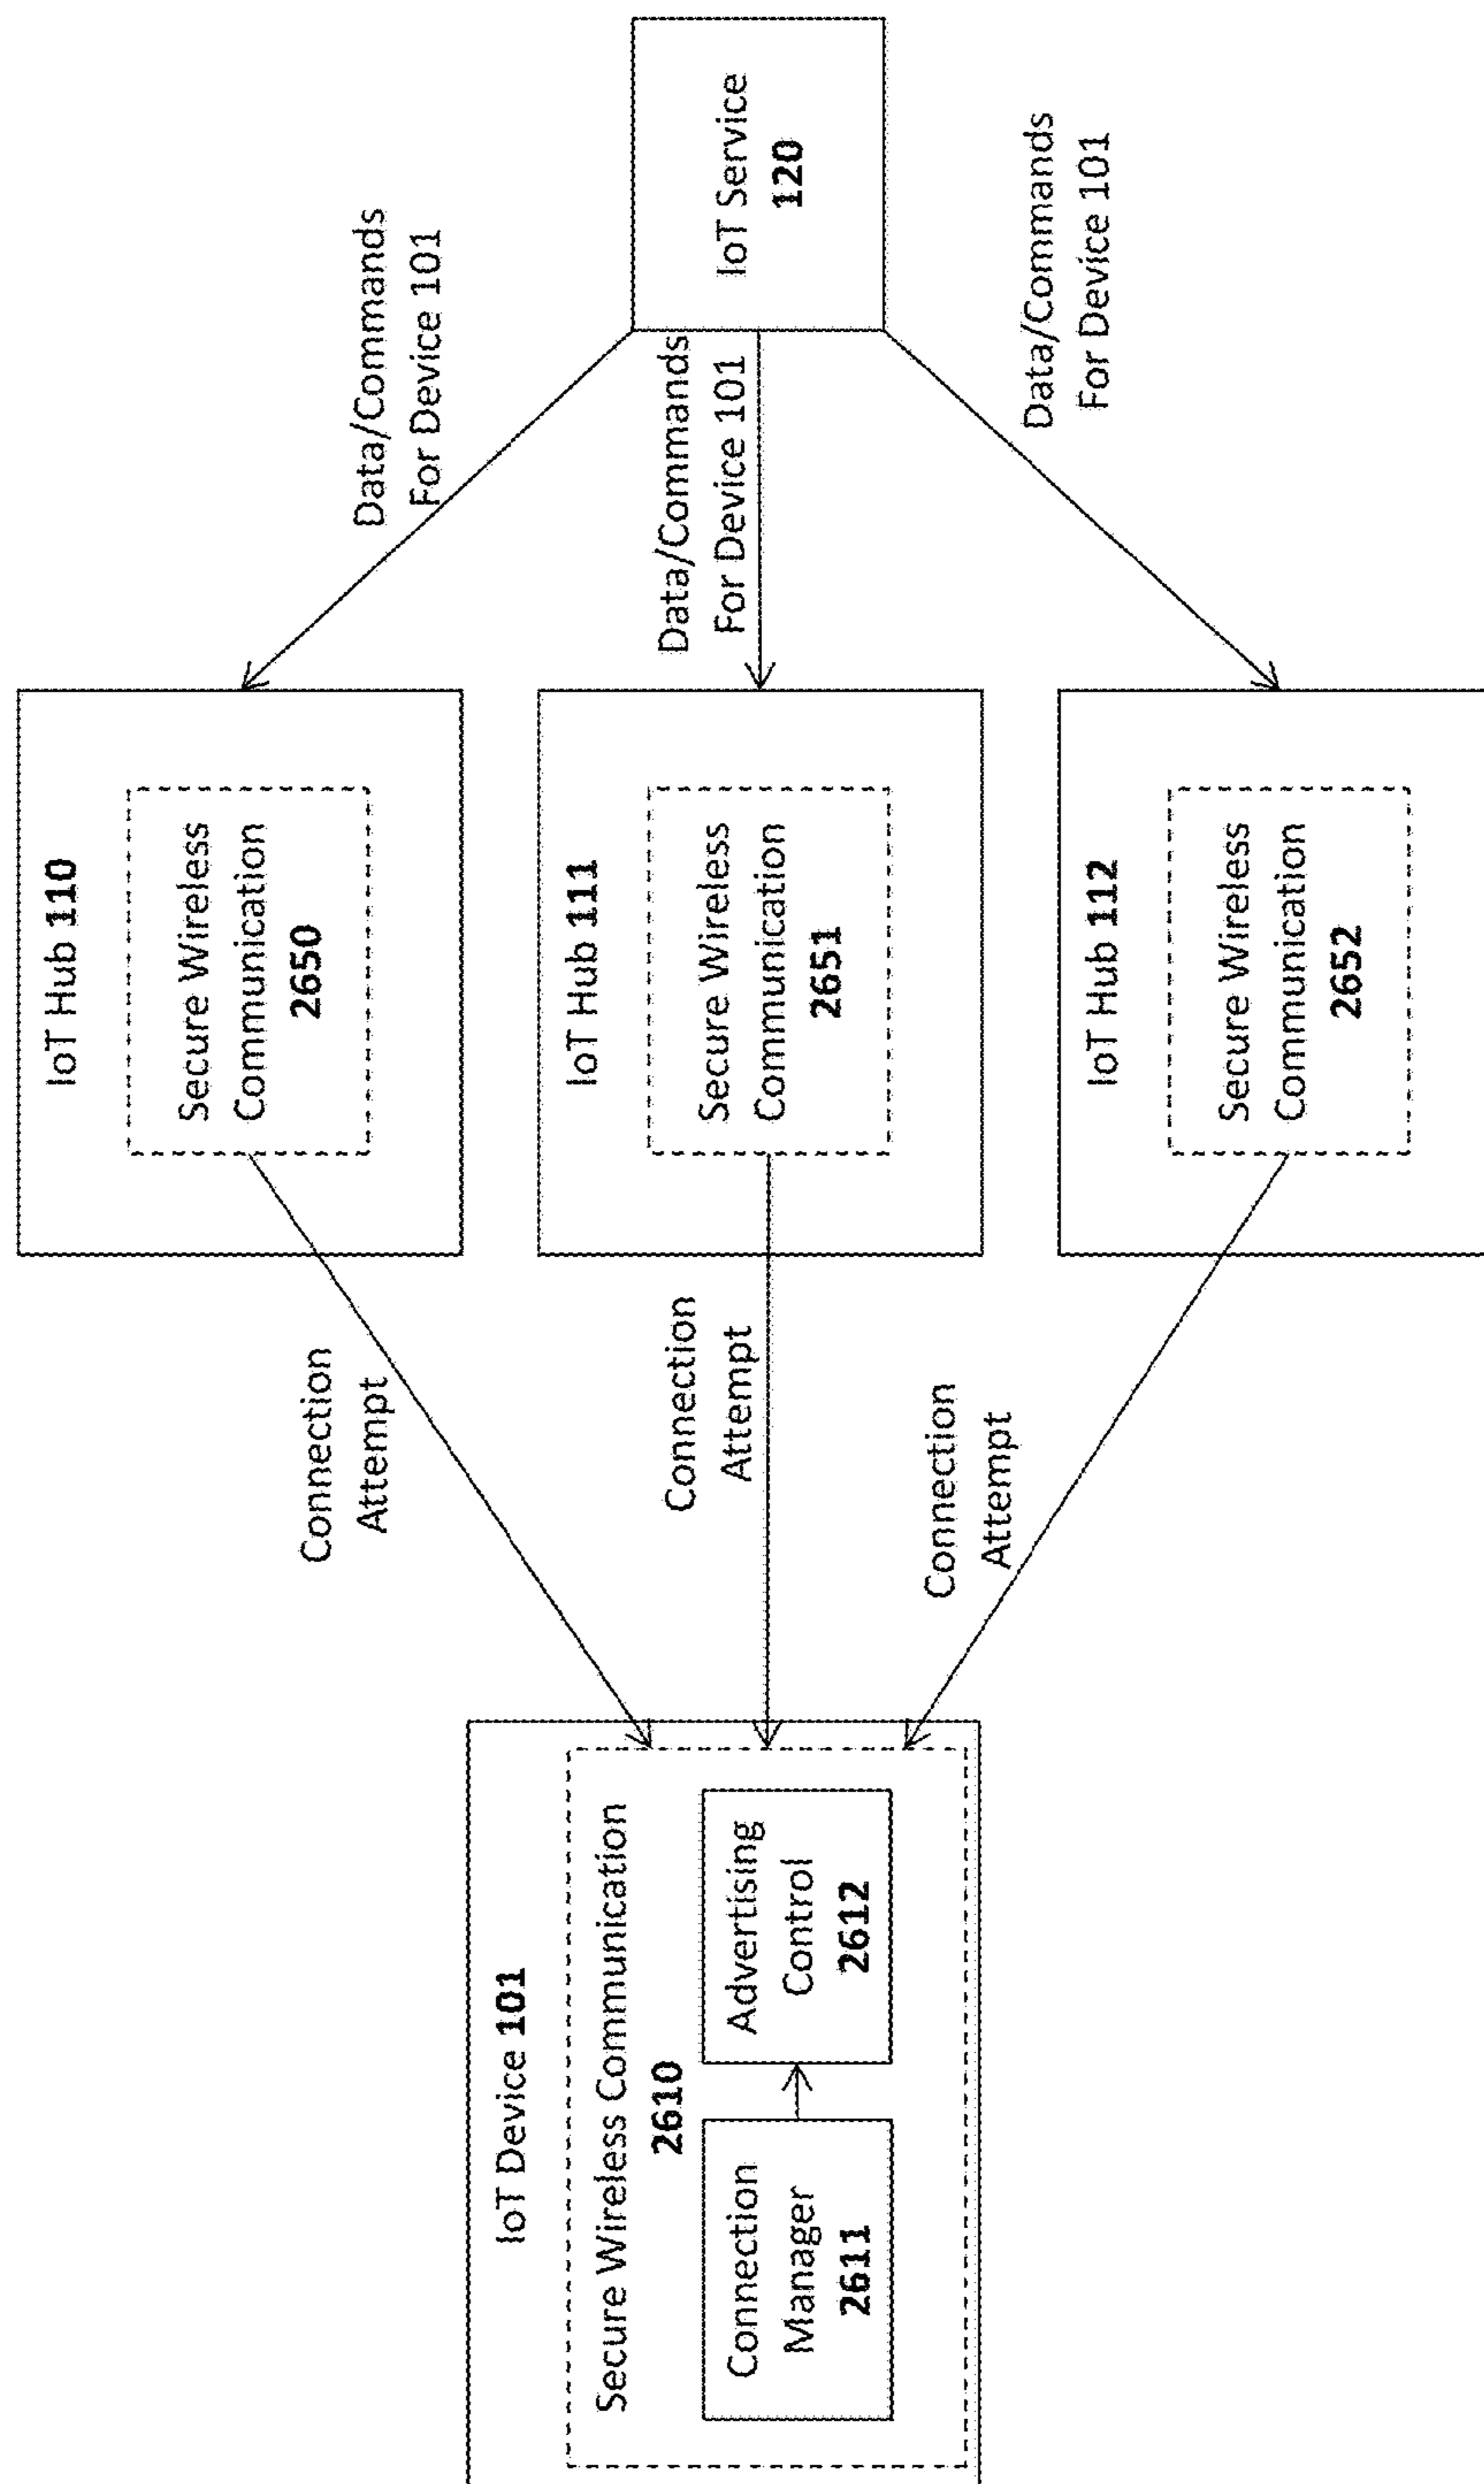 IoT Device 101
Secure Wireless Communication
2610
Connection
Manager
2611
Advertising
Control
2612
Connection
Attempt
Connection
Attempt
Connection
Attempt
IoT Hub 110
Secure Wireless
Communication
2650
IoT Hub 111
Secure Wireless
Communication
2651
IoT Hub 112
Secure Wireless
Communication
2652
Data/Commands
For Device 101
Data/Commands
For Device 101
Data/Commands
For Device 101
IoT Service
120